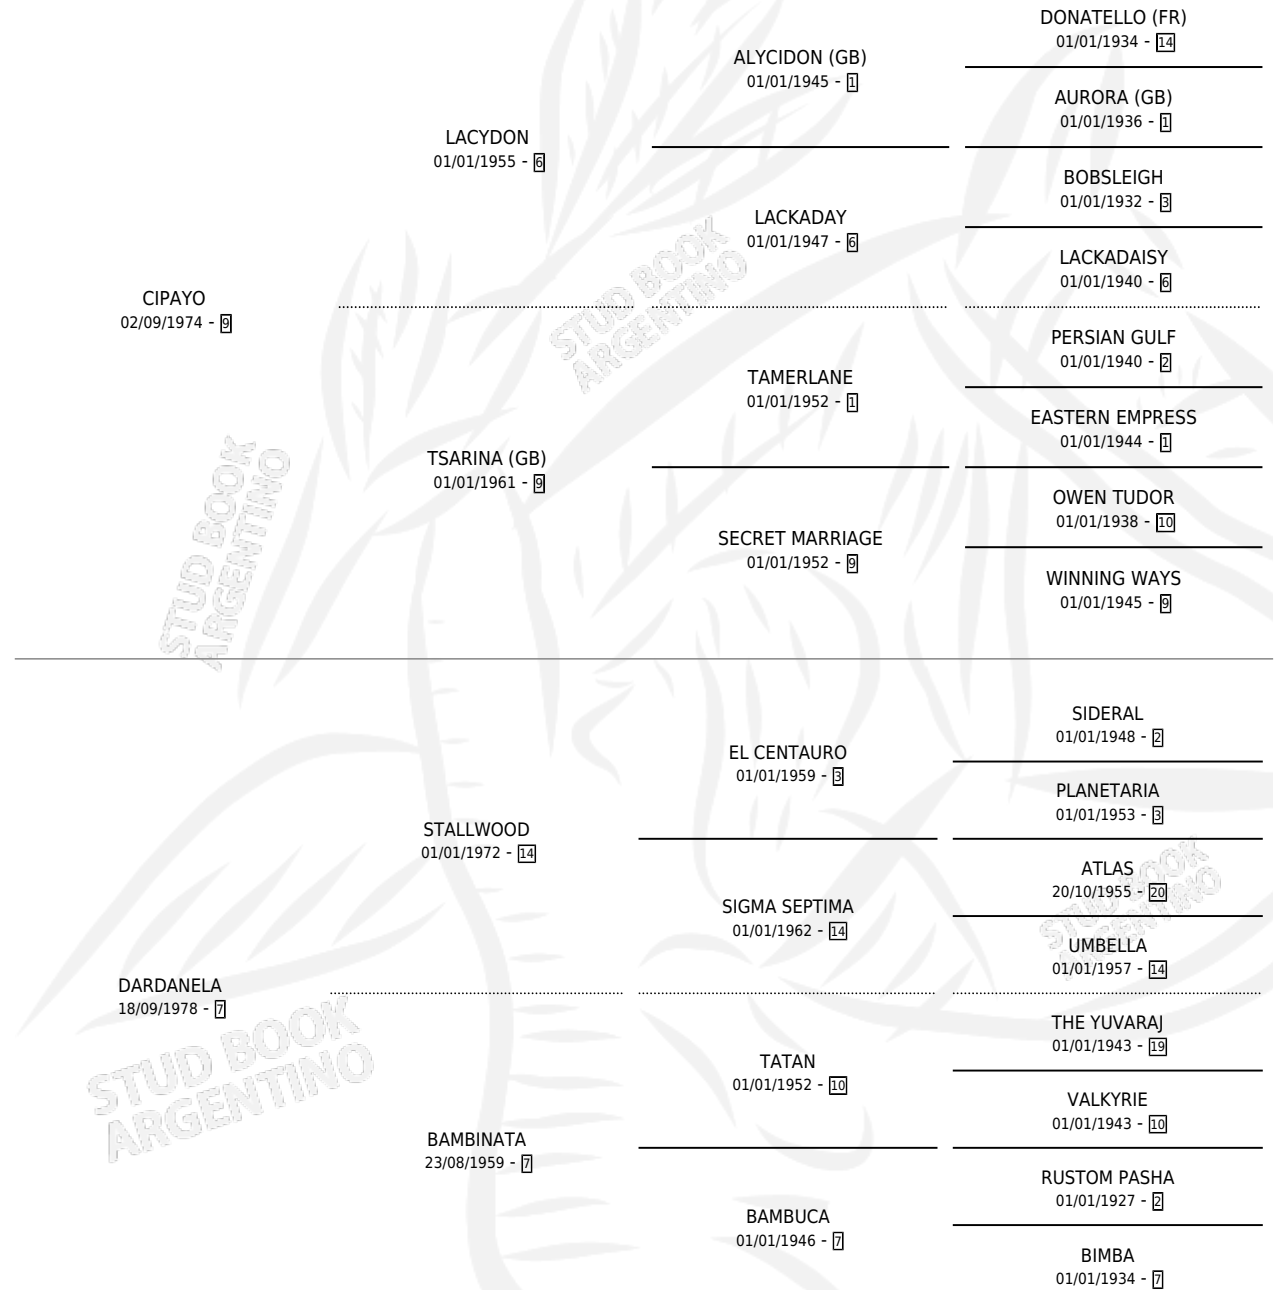 DONATELLO (FR)
01/01/1934 - 14
ALYCIDON (GB)
01/01/1945 - 1
AURORA (GB)
01/01/1936 - 1
LACYDON
01/01/1955 - 6
BOBSLEIGH
01/01/1932 - 3
LACKADAY
01/01/1947 - 6
LACKADAISY
01/01/1940 - 6
CIPAYO
02/09/1974 - 9
PERSIAN GULF
01/01/1940 - 2
TAMERLANE
01/01/1952 - 1
EASTERN EMPRESS
01/01/1944 - 1
TSARINA (GB)
01/01/1961 - 9
OWEN TUDOR
01/01/1938 - 10
SECRET MARRIAGE
01/01/1952 - 9
WINNING WAYS
01/01/1945 - 9
SIDERAL
01/01/1948 - 2
EL CENTAURO
01/01/1959 - 3
PLANETARIA
01/01/1953 - 3
STALLWOOD
01/01/1972 - 14
ATLAS
20/10/1955 - 20
SIGMA SEPTIMA
01/01/1962 - 14
UMBELLA
01/01/1957 - 14
DARDANELA
18/09/1978 - 7
THE YUVARAJ
01/01/1943 - 19
TATAN
01/01/1952 - 10
VALKYRIE
01/01/1943 - 10
BAMBINATA
23/08/1959 - 7
RUSTOM PASHA
01/01/1927 - 2
BAMBUCA
01/01/1946 - 7
BIMBA
01/01/1934 - 7
STUD BOOK
ARGENTINO
STUD BOOK
ARGENTINO
STUD BOOK
ARGENTINO
STUD BOOK
ARGENTINO